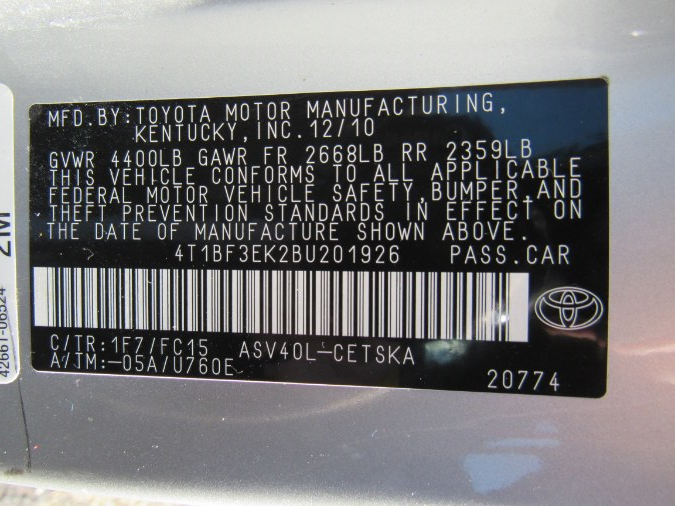 MFD.BY:TOYOTA MOTOR MANUFACTURING,
KENTUCKY,INC.12/10
GVWR 4400LB GAWR FR 2668LB RR 2359LB
THIS VEHICLE CONFORMS TO ALL APPLICABLE
FEDERAL MOTOR VEHICLE SAFETY,BUMPER,AND
THEFT PREVENTION STANDARDS IN EFFECT ON
THE DATE OF MANUFACTURE SHOWN ABOVE.
4T1BF3EK2BU201926 PASS.CAR
C/TR:1F7/FC15 ASV40L-CETSKA
A/TM:-05A/U760E
20774
42661-06524